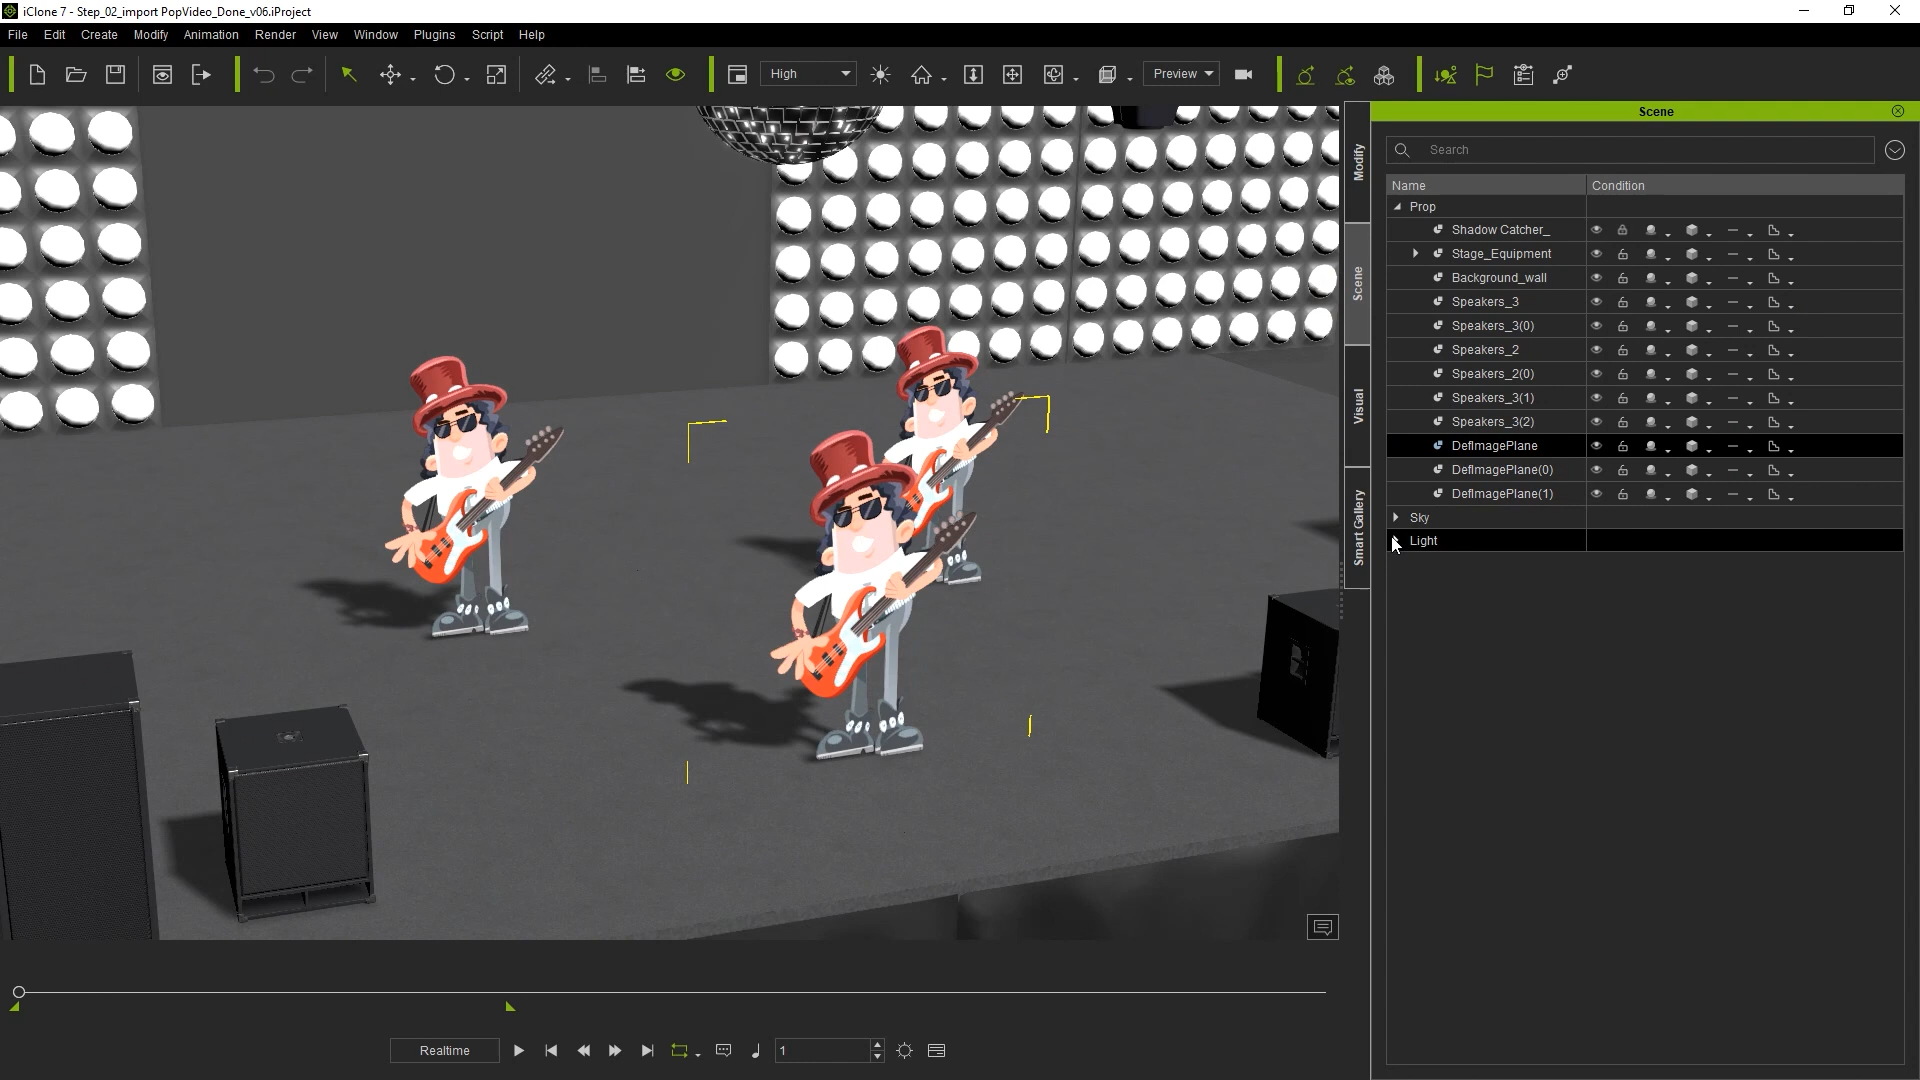 iClone 7 - Step_02_import PopVideo_Done_v06.iProject
File Edit Create Modify Animation Render View Window Plugins Script Help
High
Preview
Scene
Search
Name Condition
Prop
Shadow Catcher_
Stage_Equipment
Background_wall
Speakers_3
Speakers_3(0)
Speakers_2
Speakers_2(0)
Speakers_3(1)
Speakers_3(2)
DefImagePlane
DefImagePlane(0)
DefImagePlane(1)
Sky
Light
Modify
Scene
Visual
Smart Gallery
Realtime
1